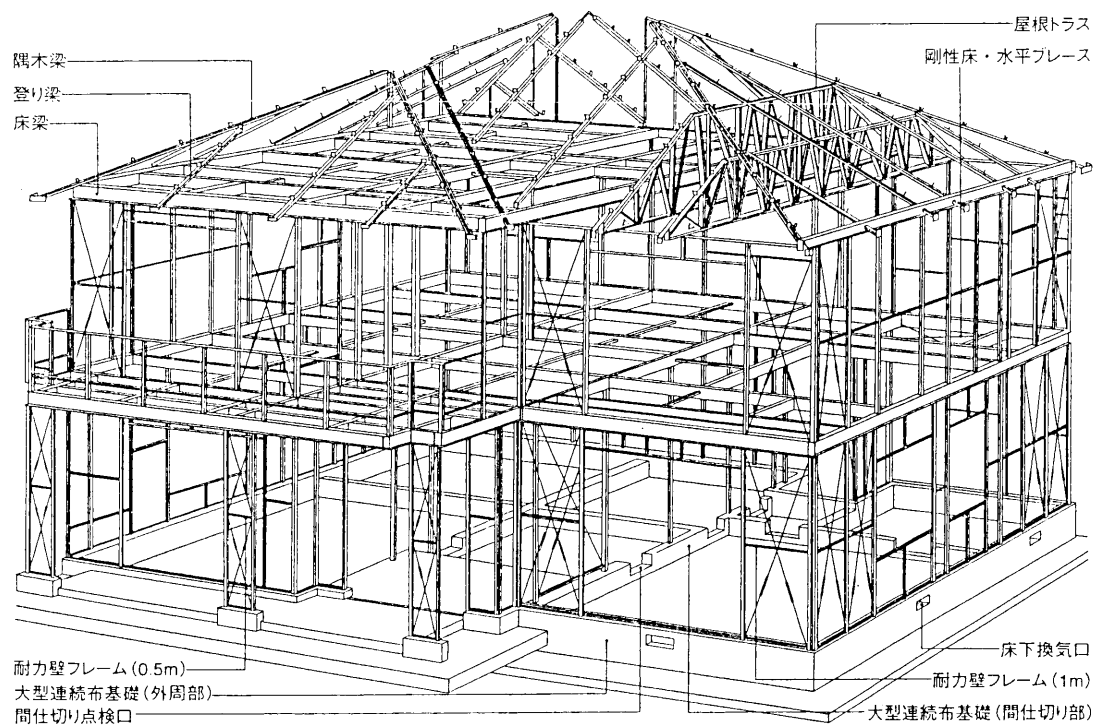 隅木梁
登り梁
床梁
屋根トラス
剛性床・水平ブレース
耐力壁フレーム(0.5m)
大型連続布基礎(外周部)
間仕切り点検口
床下換気口
耐力壁フレーム(1m)
大型連続布基礎(間仕切り部)